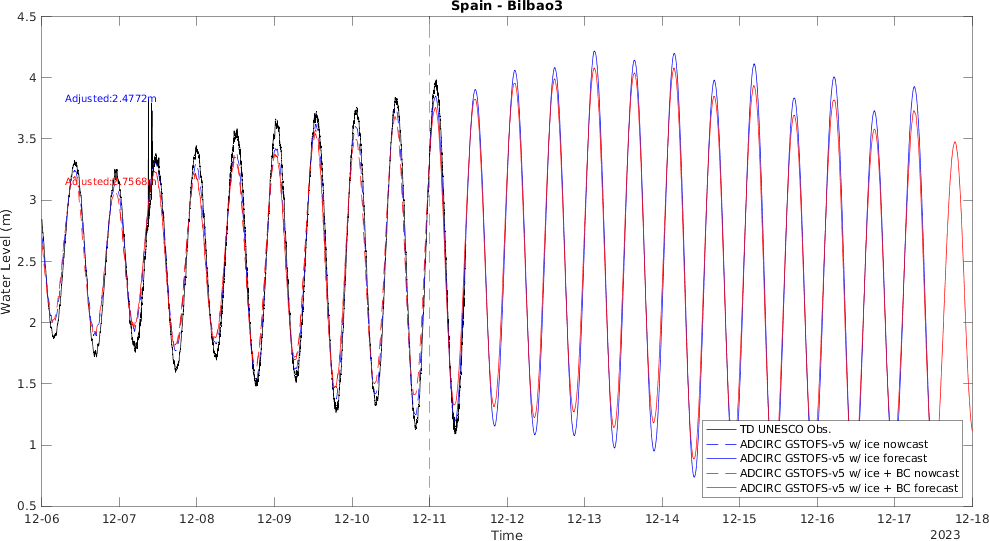 Spain - Bilbao3
4.5
4
3.5
3
2.5
2
1.5
1
0.5
Water Level (m)
Adjusted:2.4772m
TD UNESCO Obs.
ADCIRC GSTOFS-v5 w/ ice nowcast
ADCIRC GSTOFS-v5 w/ ice forecast
ADCIRC GSTOFS-v5 w/ ice + BC nowcast
ADCIRC GSTOFS-v5 w/ ice + BC forecast
12-06 12-07 12-08 12-09 12-10 12-11 12-12 12-13 12-14 12-15 12-16 12-17 12-18
Time
2023